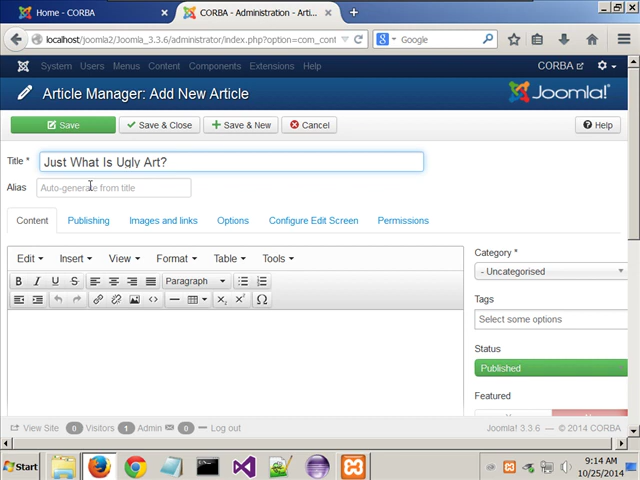 Home - CORBA
CORBA - Administration - Arti...
localhost/joomla2/Joomla_3.3.6/administrator/index.php?option=com_cont
Google
System Users Menus Content Components Extensions Help
CORBA
Article Manager: Add New Article
Joomla!
Save
Save & Close
Save & New
Cancel
Help
Title * Just What Is Ugly Art?
Alias Auto-generate from title
Content Publishing Images and links Options Configure Edit Screen Permissions
Edit Insert View Format Table Tools
B I U S Paragraph
Category *
- Uncategorised
Tags
Select some options
Status
Published
Featured
View Site 0 Visitors 1 Admin 0 Log out
Joomla! 3.3.6 — © 2014 CORBA
Start
9:14 AM
10/25/2014